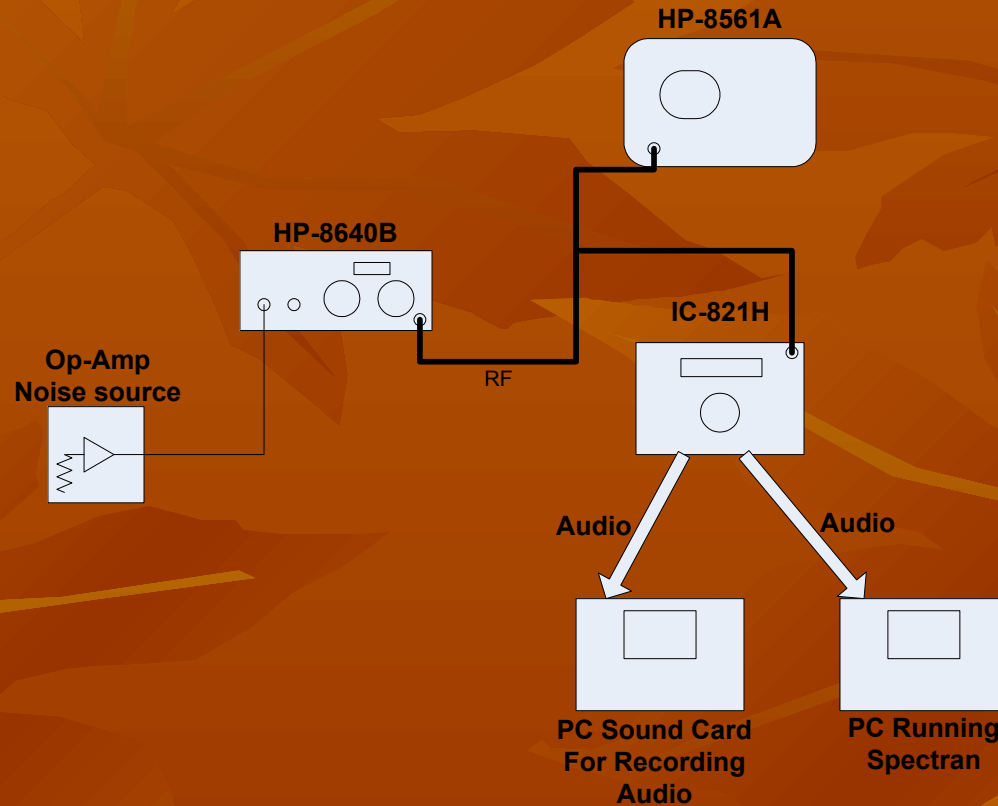 HP-8561A
HP-8640B
IC-821H
Op-Amp
Noise source
RF
Audio
Audio
PC Sound Card
For Recording
Audio
PC Running
Spectran